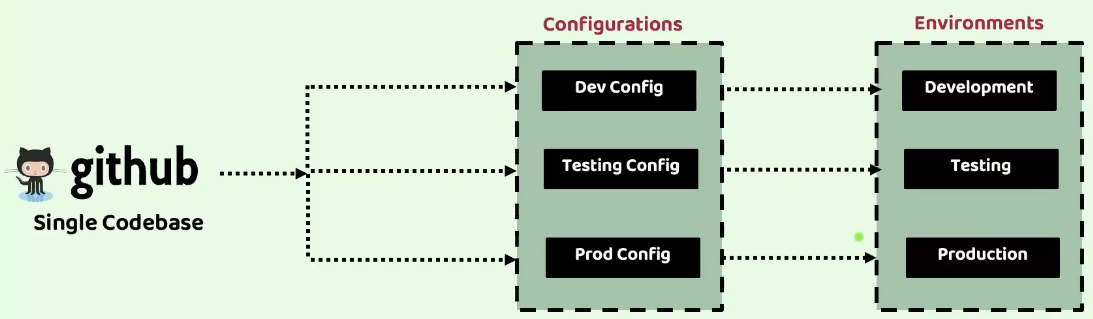 Configurations
Environments
Dev Config
Development
github
Testing Config
Testing
Single Codebase
Prod Config
Production